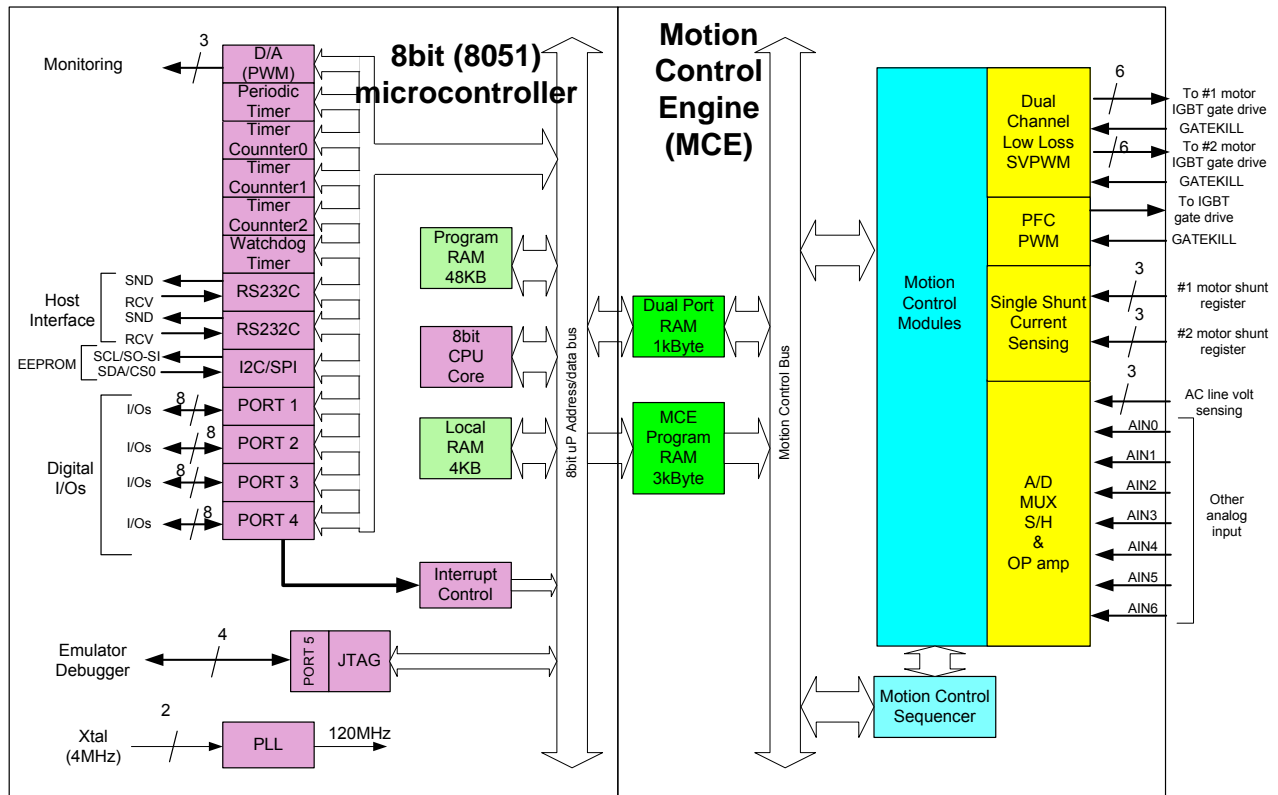 8bit (8051)
microcontroller
Motion
Control
Engine
(MCE)
Monitoring
3
D/A
(PWM)
Periodic
Timer
Timer
Counnter0
Timer
Counnter1
Timer
Counnter2
Watchdog
Timer
Host
Interface
SND
RCV
RS232C
SND
RCV
RS232C
EEPROM
SCL/SO-SI
SDA/CS0
I2C/SPI
Digital
I/Os
I/Os
8
PORT 1
I/Os
8
PORT 2
I/Os
8
PORT 3
I/Os
8
PORT 4
Interrupt
Control
Emulator
Debugger
4
PORT 5
JTAG
Xtal
(4MHz)
2
PLL
120MHz
Program
RAM
48KB
8bit
CPU
Core
Local
RAM
4KB
8bit uP Address/data bus
Dual Port
RAM
1kByte
MCE
Program
RAM
3kByte
Motion Control Bus
Motion
Control
Modules
Motion Control
Sequencer
Dual
Channel
Low Loss
SVPWM
PFC
PWM
Single Shunt
Current
Sensing
A/D
MUX
S/H
&
OP amp
6
To #1 motor
IGBT gate drive
GATEKILL
6
To #2 motor
IGBT gate drive
GATEKILL
To IGBT
gate drive
GATEKILL
3
#1 motor shunt
register
3
#2 motor shunt
register
3
AC line volt
sensing
AIN0
AIN1
AIN2
AIN3
AIN4
AIN5
AIN6
Other
analog
input